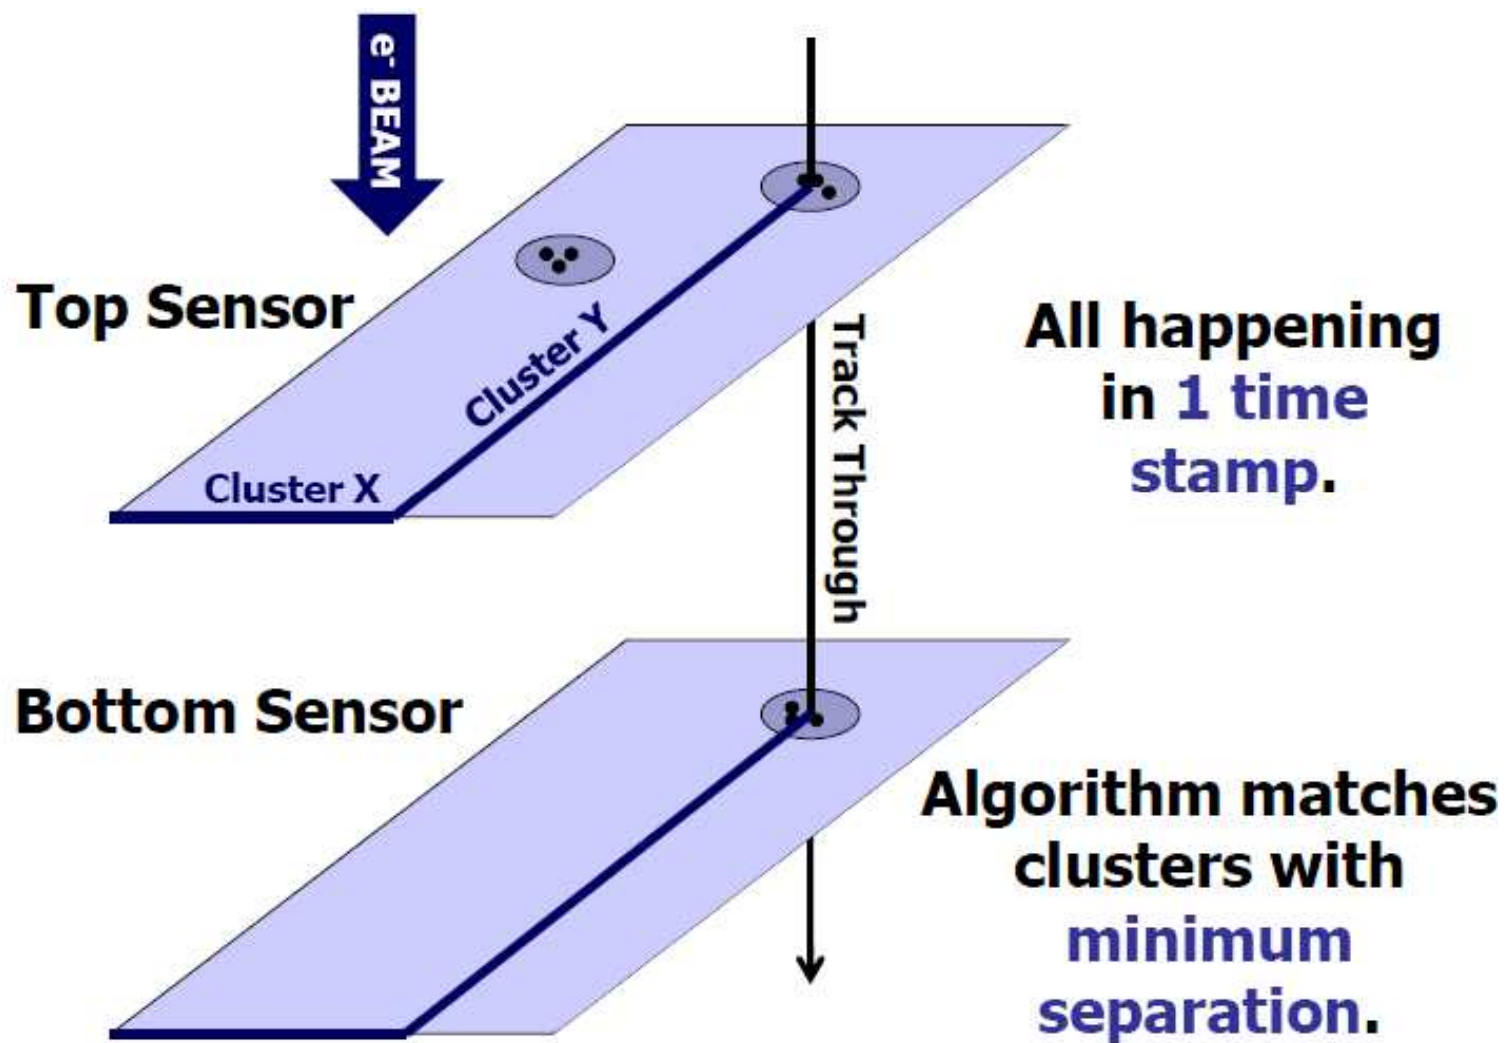 e- BEAM
Top Sensor
Cluster Y
Cluster X
Track Through
All happening
in 1 time
stamp.
Bottom Sensor
Algorithm matches
clusters with
minimum
separation.